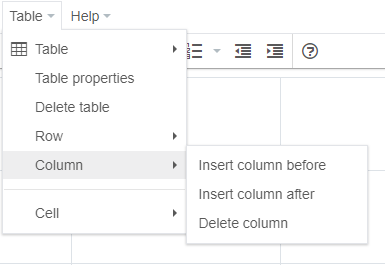 Table Help
Table
Table properties
Delete table
Row
Column
Insert column before
Insert column after
Delete column
Cell